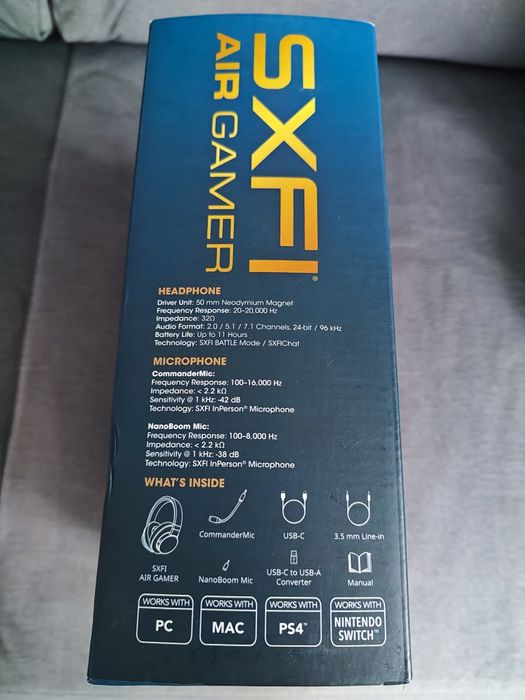 SXFI®
AIR GAMER
HEADPHONE
Driver Unit: 50 mm Neodymium Magnet
Frequency Response: 20-20,000 Hz
Impedance: 32Ω
Audio Format: 2.0 / 5.1 / 7.1 Channels, 24-bit / 96 kHz
Battery Life: Up to 11 Hours
Technology: SXFI BATTLE Mode / SXFIChat
MICROPHONE
CommanderMic:
Frequency Response: 100-16,000 Hz
Impedance: < 2.2 kΩ
Sensitivity @ 1 kHz: -42 dB
Technology: SXFI InPerson® Microphone
NanoBoom Mic:
Frequency Response: 100-8,000 Hz
Impedance: < 2.2 kΩ
Sensitivity @ 1 kHz: -38 dB
Technology: SXFI InPerson® Microphone
WHAT'S INSIDE
SXFI
AIR GAMER
CommanderMic
USB-C
3.5 mm Line-in
NanoBoom Mic
USB-C to USB-A
Converter
Manual
WORKS WITH
PC
WORKS WITH
MAC
WORKS WITH
PS4™
WORKS WITH
NINTENDO
SWITCH™